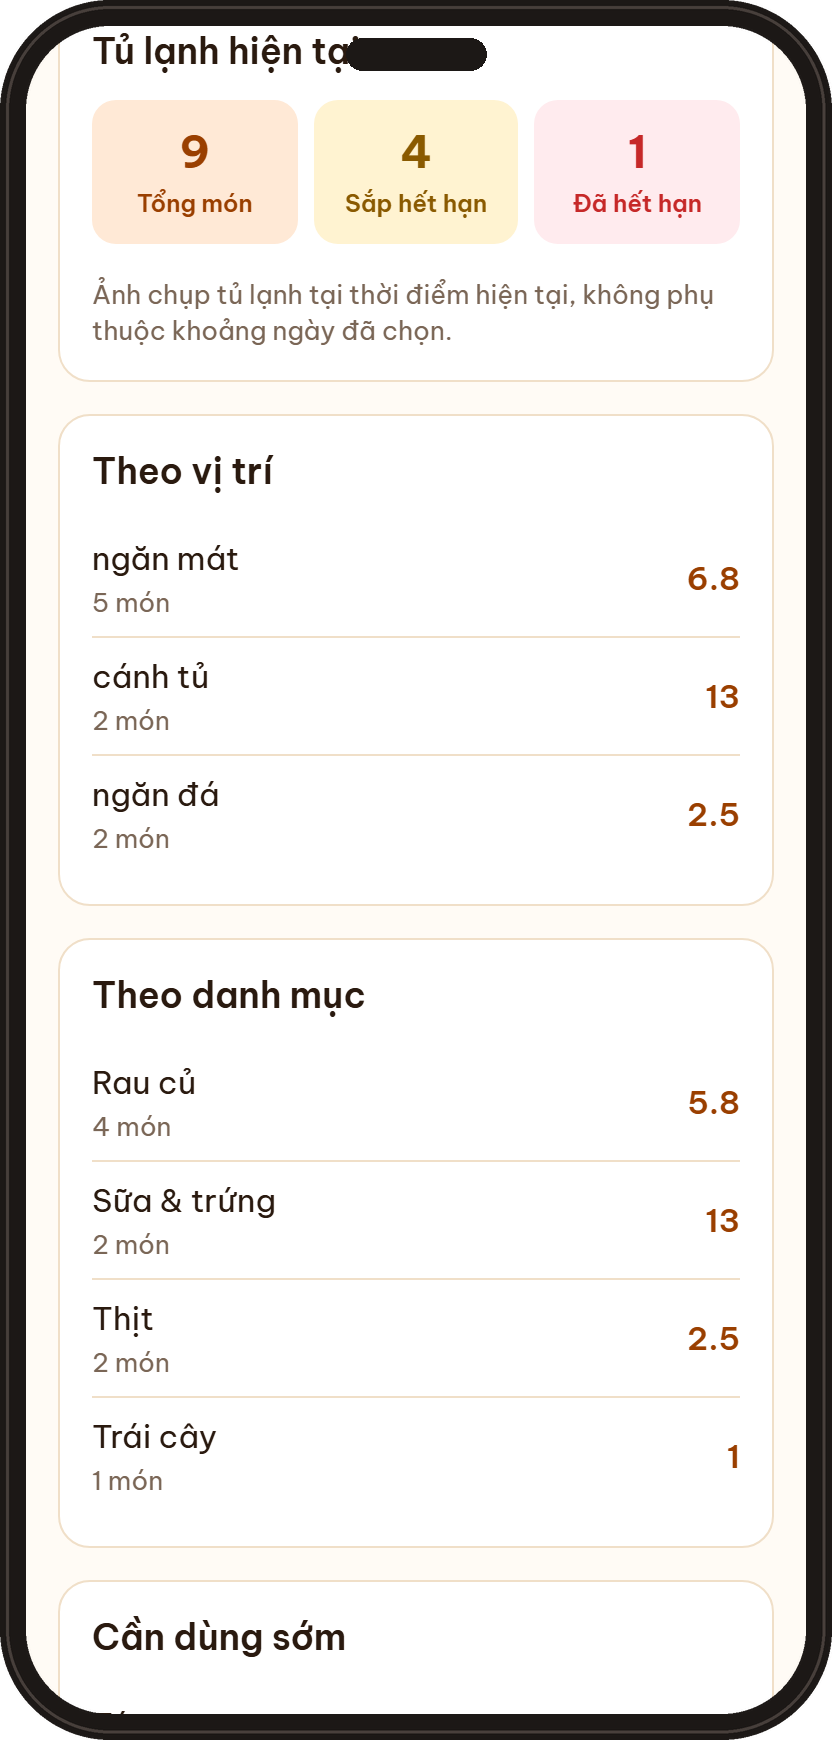 Tủ lạnh hiện tại
9
Tổng món
4
Sắp hết hạn
1
Đã hết hạn
Ảnh chụp tủ lạnh tại thời điểm hiện tại, không phụ
thuộc khoảng ngày đã chọn.
Theo vị trí
ngăn mát
5 món
6.8
cánh tủ
2 món
13
ngăn đá
2 món
2.5
Theo danh mục
Rau củ
4 món
5.8
Sữa & trứng
2 món
13
Thịt
2 món
2.5
Trái cây
1 món
1
Cần dùng sớm